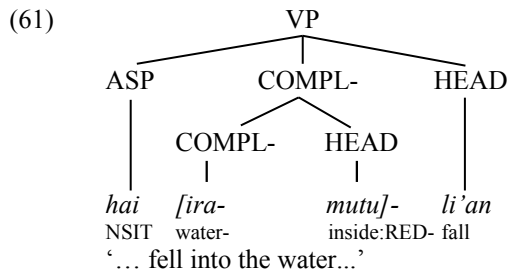 (61) VP
ASP COMPL- HEAD
COMPL- HEAD
hai [ira- mutu]- li’an
NSIT water- inside:RED- fall
‘… fell into the water...’